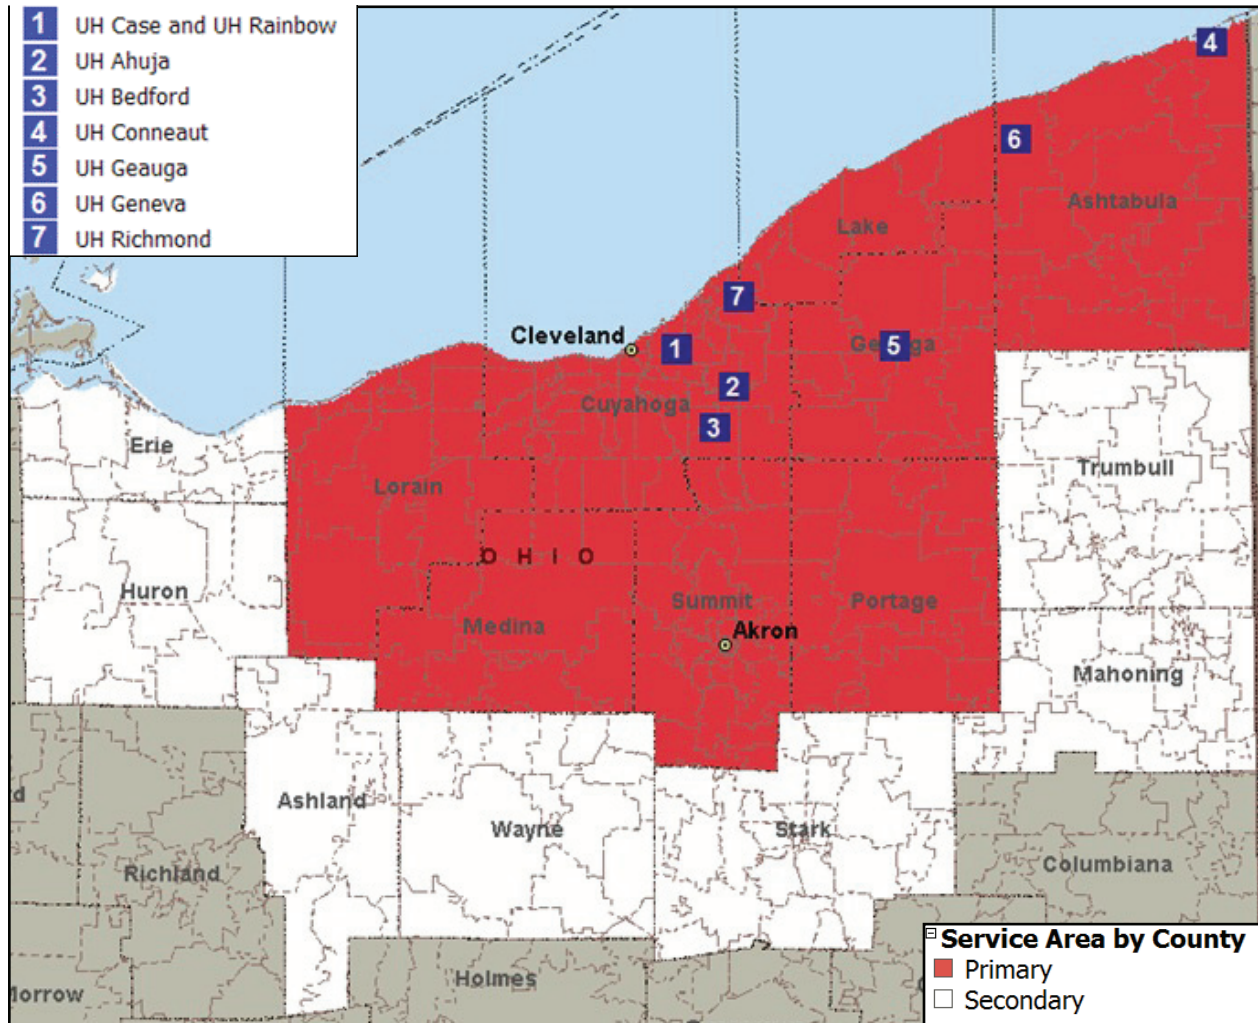 1 UH Case and UH Rainbow
2 UH Ahuja
3 UH Bedford
4 UH Conneaut
5 UH Geauga
6 UH Geneva
7 UH Richmond
4
6
Ashtabula
Lake
7
Cleveland
1
5
2
Cuyahoga
3
Erie
Trumbull
Lorain
OHIO
Huron
Summit
Portage
Medina
Akron
Mahoning
Ashland
Wayne
Stark
Richland
Columbiana
Service Area by County
Primary
Secondary
Holmes